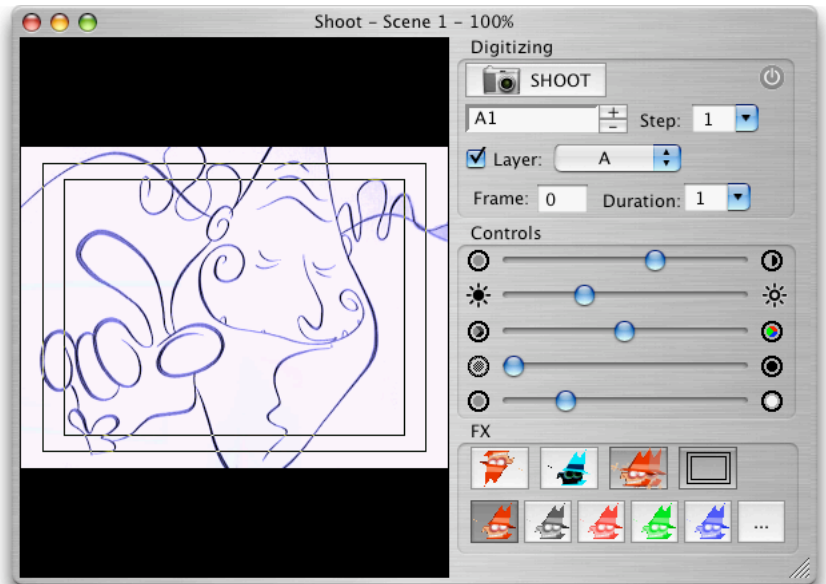 Shoot – Scene 1 – 100%
Digitizing
SHOOT
A1 + − Step: 1
Layer: A
Frame: 0 Duration: 1
Controls
FX
...